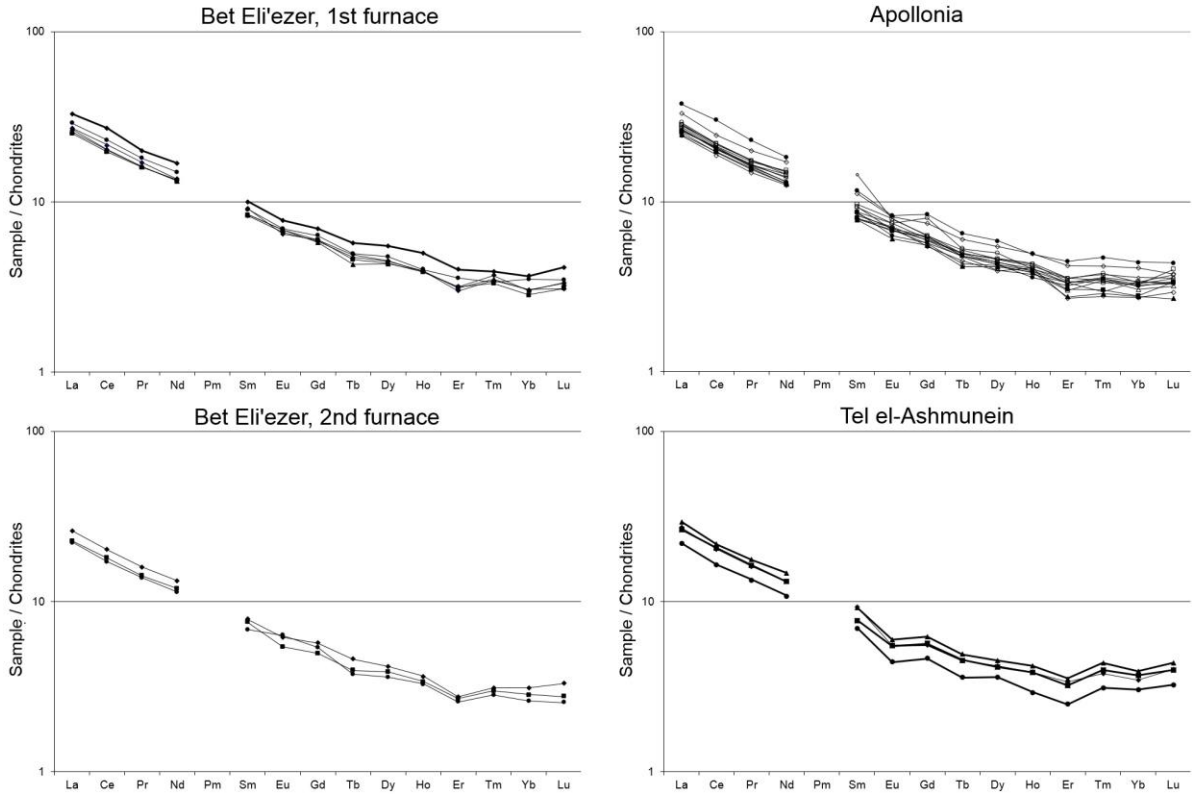 Bet Eli'ezer, 1st furnace
100
10
1
Sample / Chondrites
La Ce Pr Nd Pm Sm Eu Gd Tb Dy Ho Er Tm Yb Lu
Apollonia
100
10
1
Sample / Chondrites
La Ce Pr Nd Pm Sm Eu Gd Tb Dy Ho Er Tm Yb Lu
Bet Eli'ezer, 2nd furnace
100
10
1
Sample / Chondrites
La Ce Pr Nd Pm Sm Eu Gd Tb Dy Ho Er Tm Yb Lu
Tel el-Ashmunein
100
10
1
Sample / Chondrites
La Ce Pr Nd Pm Sm Eu Gd Tb Dy Ho Er Tm Yb Lu